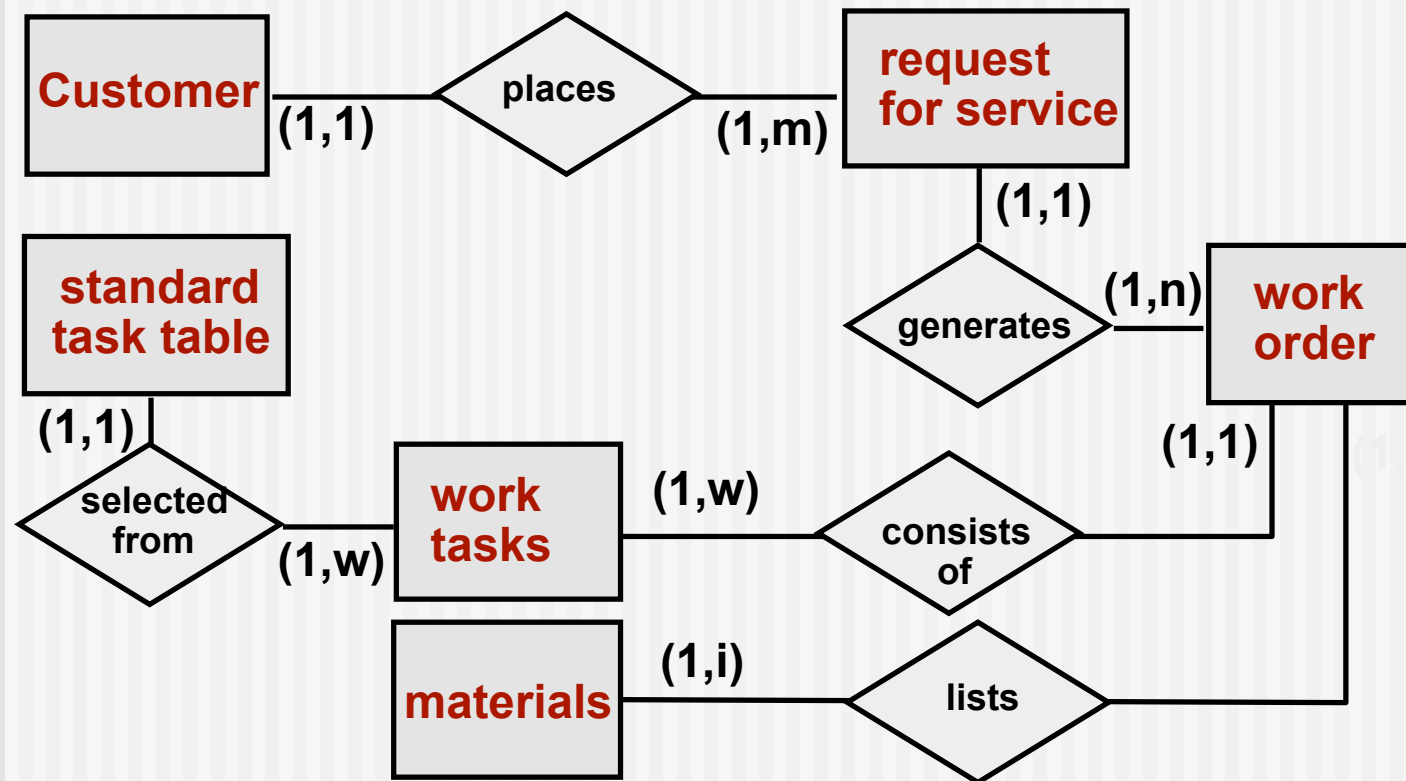 Customer
(1,1)
places
(1,m)
request
for service
(1,1)
standard
task table
(1,1)
generates
(1,n)
work
order
(1,1)
(1,
selected
from
(1,w)
work
tasks
(1,w)
consists
of
materials
(1,i)
lists